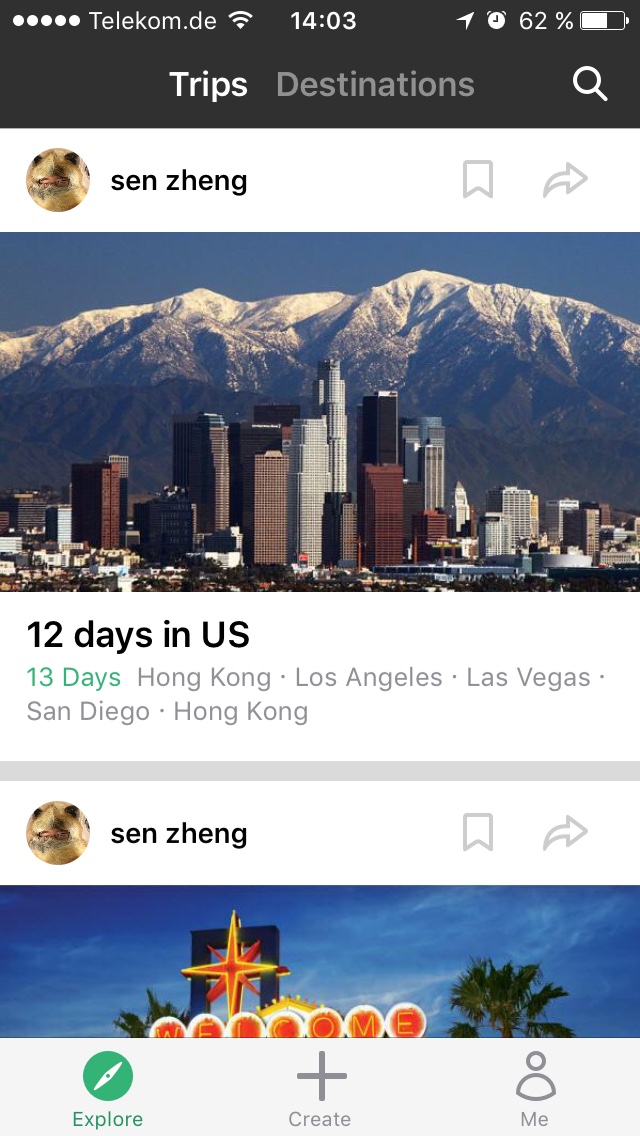 Telekom.de 14:03 62 %
Trips Destinations
sen zheng
12 days in US
13 Days Hong Kong · Los Angeles · Las Vegas ·
San Diego · Hong Kong
sen zheng
WELCOME
Explore Create Me